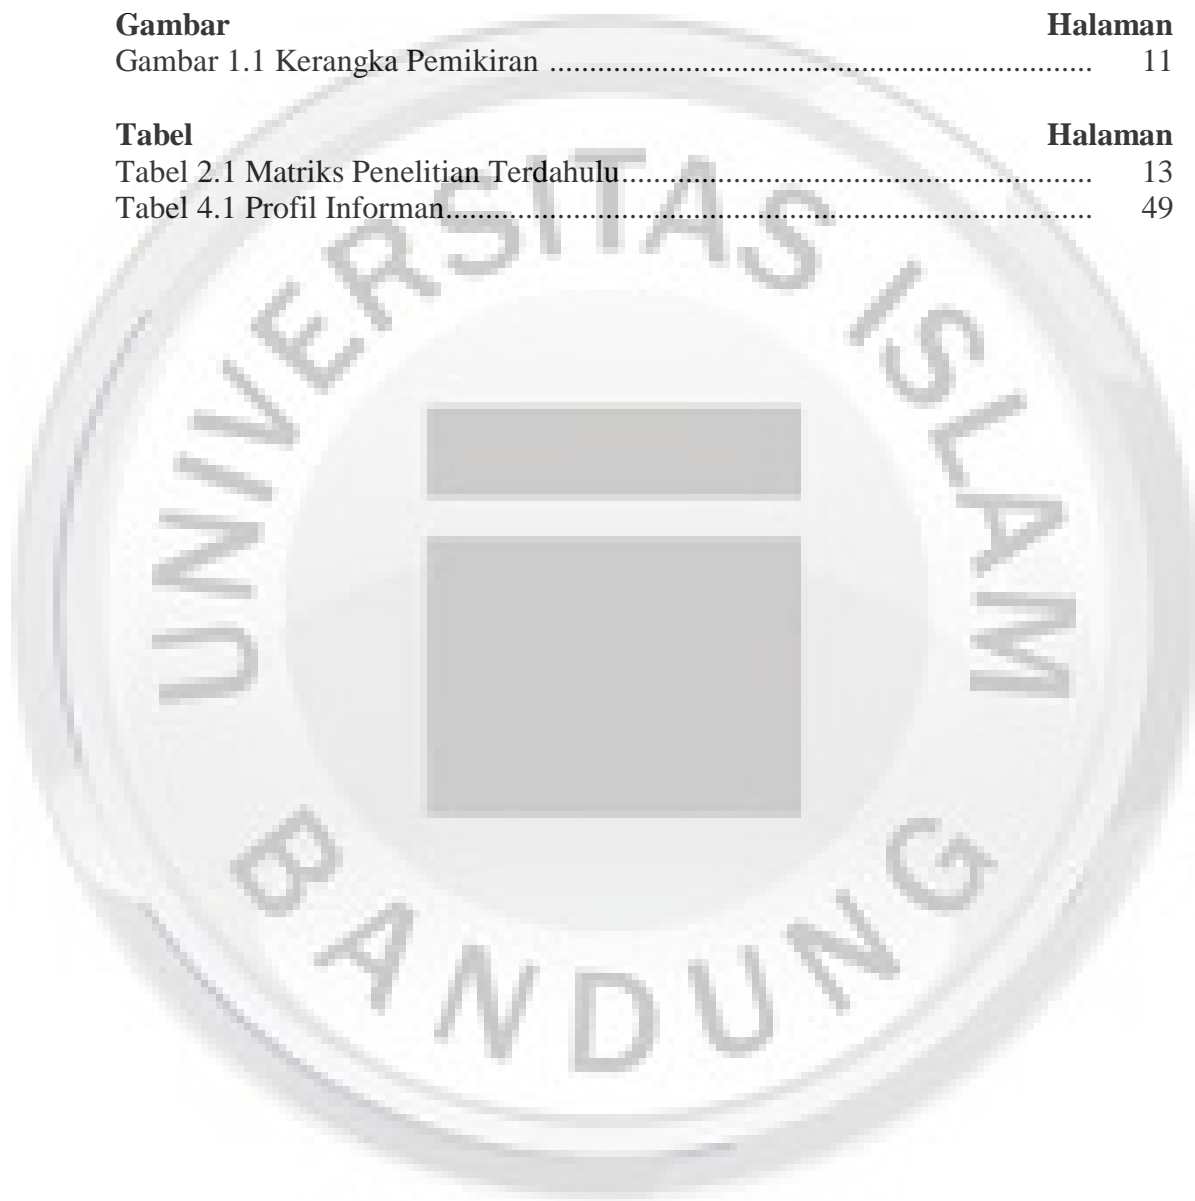 Gambar Halaman
Gambar 1.1 Kerangka Pemikiran ................................................................... 11
Tabel Halaman
Tabel 2.1 Matriks Penelitian Terdahulu.......................................................... 13
Tabel 4.1 Profil Informan................................................................................ 49
UNIVERSITAS ISLAM
BANDUNG